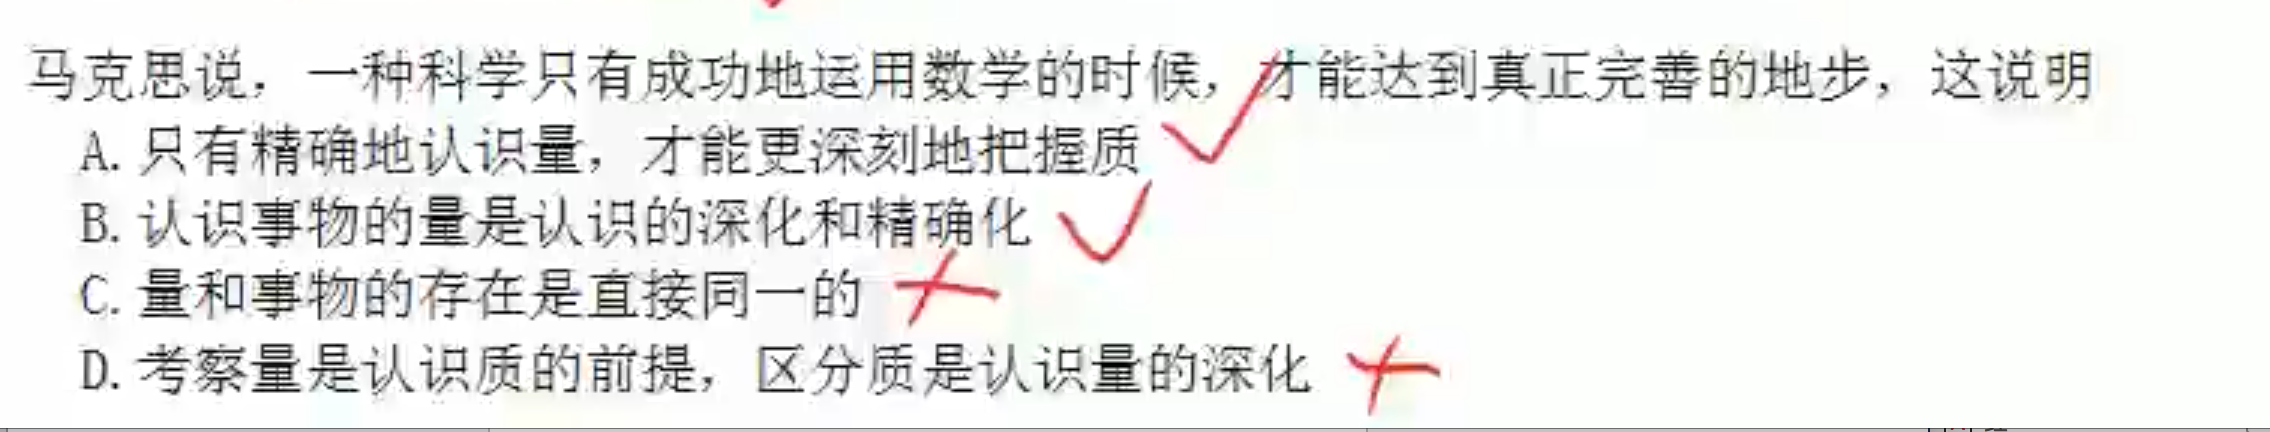 马克思说，一种科学只有成功地运用数学的时候，才能达到真正完善的地步，这说明
A. 只有精确地认识量，才能更深刻地把握质
B. 认识事物的量是认识的深化和精确化
C. 量和事物的存在是直接同一的
D. 考察量是认识质的前提，区分质是认识量的深化